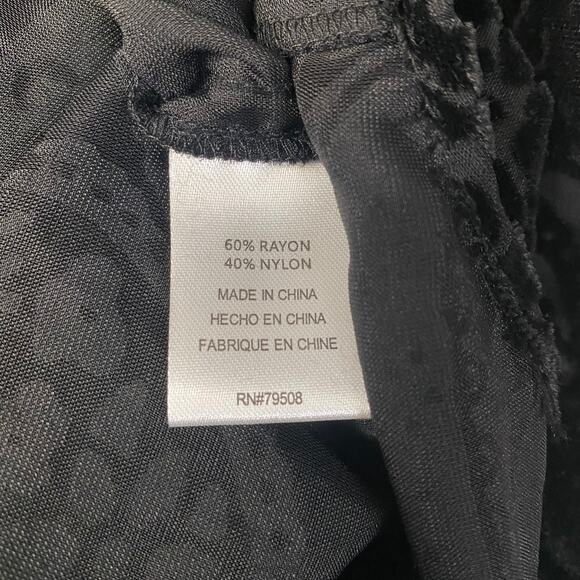 60% RAYON
40% NYLON
MADE IN CHINA
HECHO EN CHINA
FABRIQUE EN CHINE
RN#79508